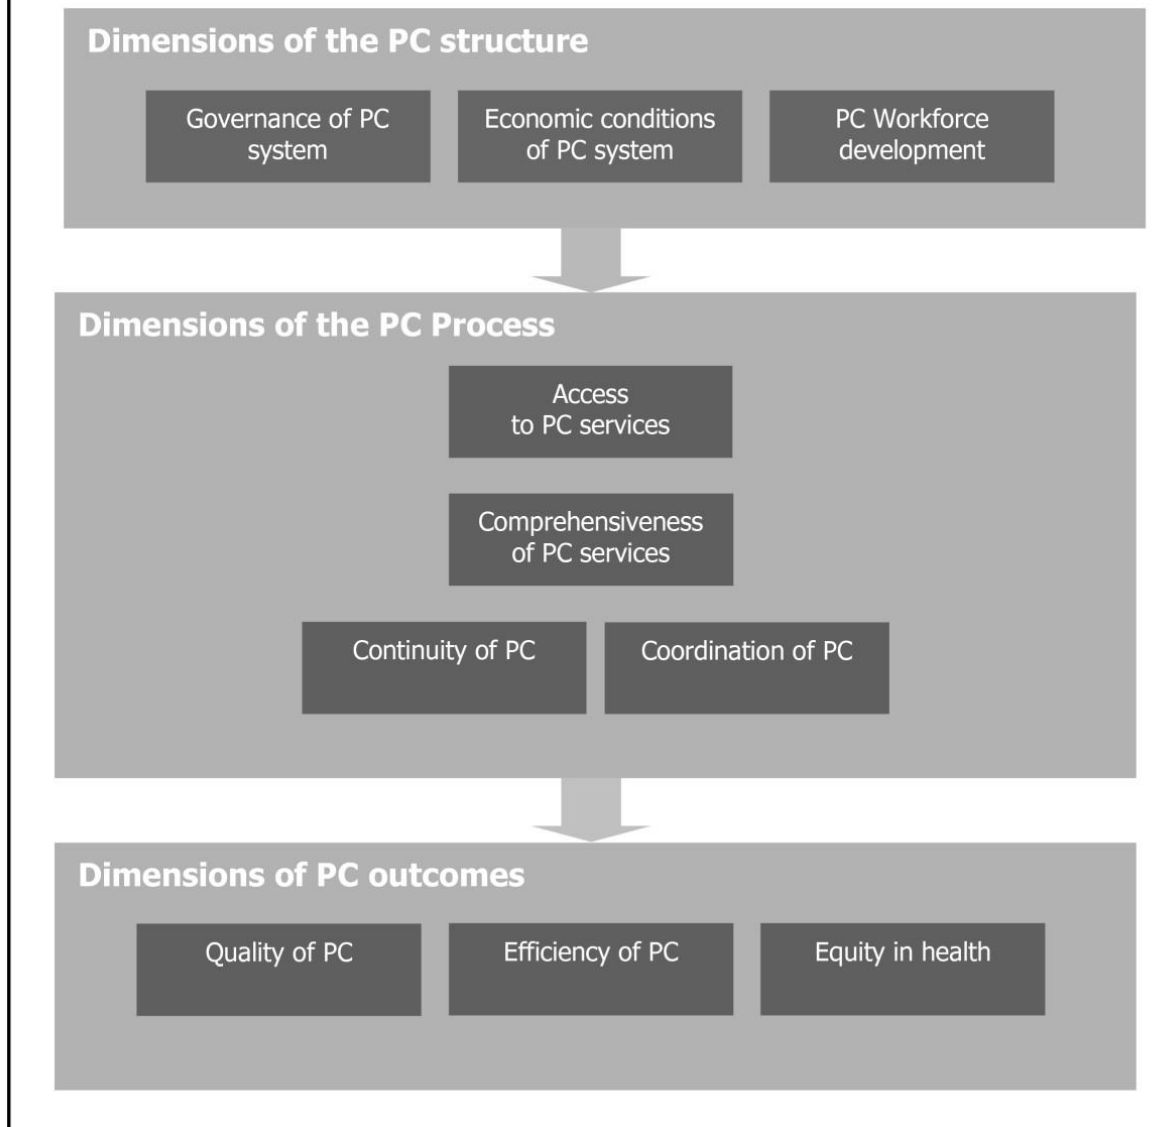 Dimensions of the PC structure
Governance of PC
system
Economic conditions
of PC system
PC Workforce
development
Dimensions of the PC Process
Access
to PC services
Comprehensiveness
of PC services
Continuity of PC
Coordination of PC
Dimensions of PC outcomes
Quality of PC
Efficiency of PC
Equity in health